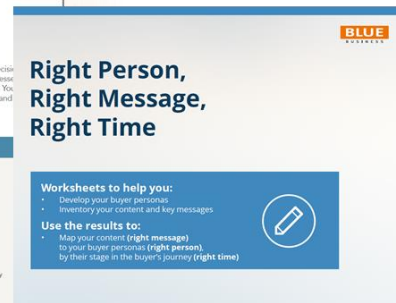 BLUE
BUSINESS
Right Person,
Right Message,
Right Time
Worksheets to help you:
• Develop your buyer personas
• Inventory your content and key messages
Use the results to:
• Map your content (right message)
to your buyer personas (right person),
by their stage in the buyer's journey (right time)
and